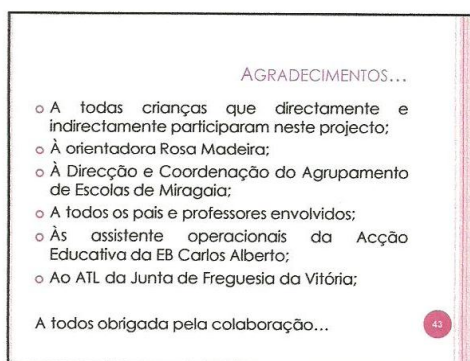 AGRADECIMENTOS...
A todas crianças que directamente e
indirectamente participaram neste projecto;
À orientadora Rosa Madeira;
À Direcção e Coordenação do Agrupamento
de Escolas de Miragaia;
A todos os pais e professores envolvidos;
Às assistente operacionais da Acção
Educativa da EB Carlos Alberto;
Ao ATL da Junta de Freguesia da Vitória;
A todos obrigada pela colaboração...
43